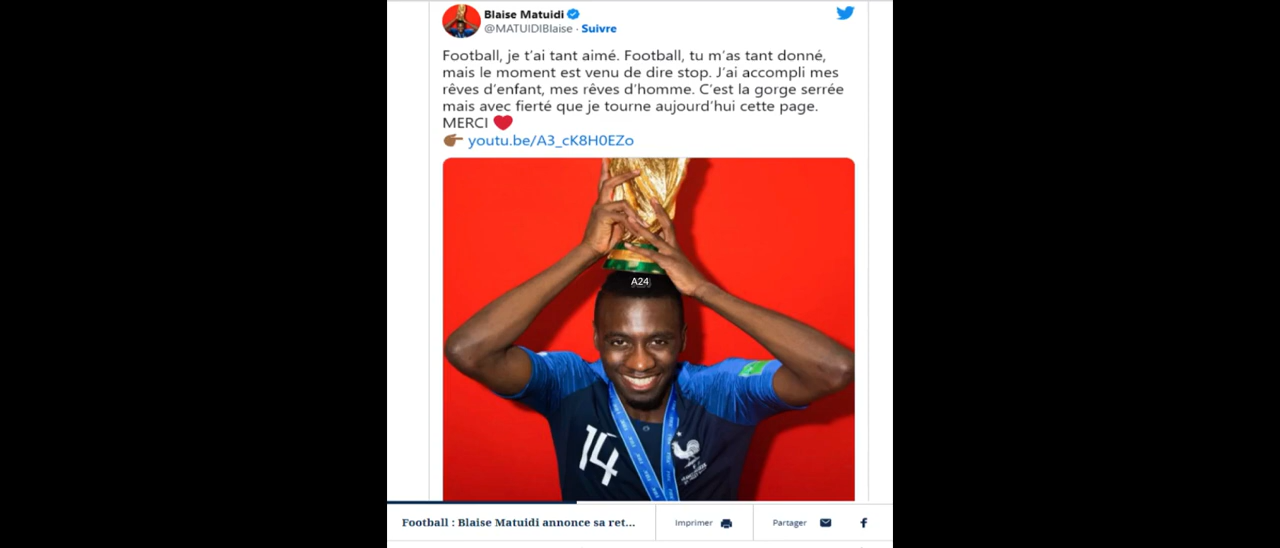 Blaise Matuidi
@MATUIDIBlaise · Suivre
Football, je t'ai tant aimé. Football, tu m'as tant donné,
mais le moment est venu de dire stop. J'ai accompli mes
rêves d'enfant, mes rêves d'homme. C'est la gorge serrée
mais avec fierté que je tourne aujourd'hui cette page.
MERCI ❤️
👉🏾 youtu.be/A3_cK8H0EZo
A24
14
Football : Blaise Matuidi annonce sa ret...
Imprimer
Partager